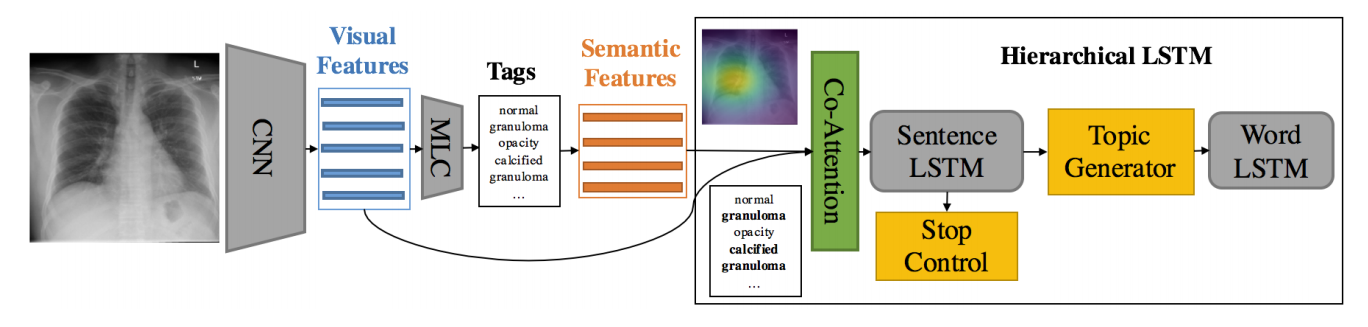 L
CNN
Visual
Features
MLC
Tags
normal
granuloma
opacity
calcified
granuloma
...
Semantic
Features
Hierarchical LSTM
L
normal
granuloma
opacity
calcified
granuloma
...
Co-Attention
Sentence
LSTM
Stop
Control
Topic
Generator
Word
LSTM